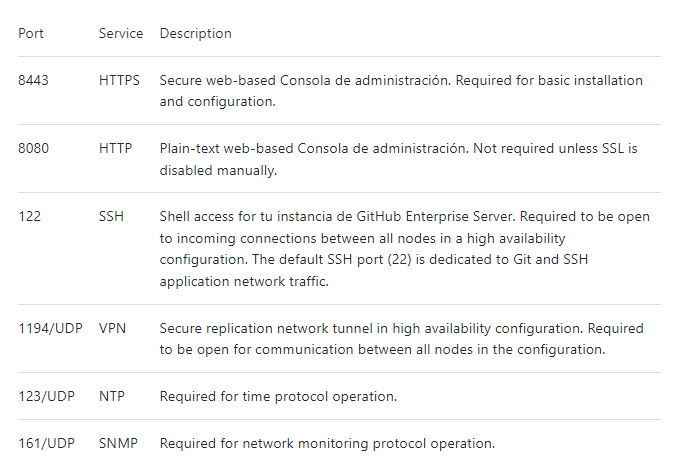 Port Service Description
8443 HTTPS Secure web-based Consola de administración. Required for basic installation
and configuration.
8080 HTTP Plain-text web-based Consola de administración. Not required unless SSL is
disabled manually.
122 SSH Shell access for tu instancia de GitHub Enterprise Server. Required to be open
to incoming connections between all nodes in a high availability
configuration. The default SSH port (22) is dedicated to Git and SSH
application network traffic.
1194/UDP VPN Secure replication network tunnel in high availability configuration. Required
to be open for communication between all nodes in the configuration.
123/UDP NTP Required for time protocol operation.
161/UDP SNMP Required for network monitoring protocol operation.